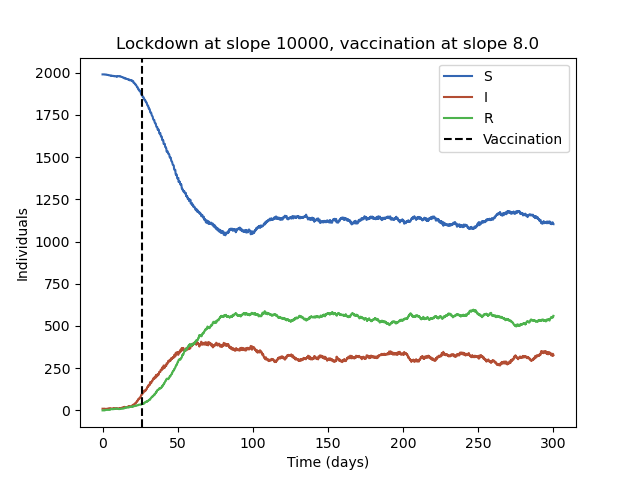 Lockdown at slope 10000, vaccination at slope 8.0
S
I
R
Vaccination
2000
1750
1500
1250
1000
750
500
250
0
Individuals
0 50 100 150 200 250 300
Time (days)